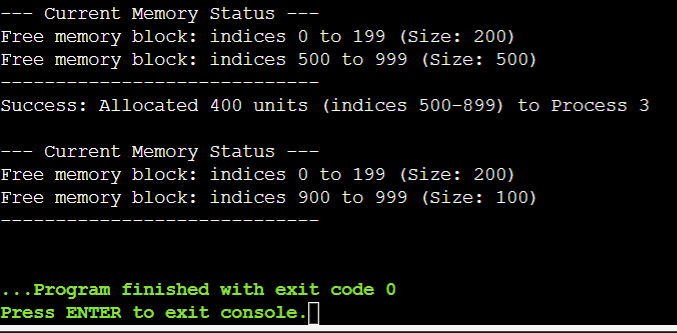 --- Current Memory Status ---
Free memory block: indices 0 to 199 (Size: 200)
Free memory block: indices 500 to 999 (Size: 500)
-----------------------------
Success: Allocated 400 units (indices 500-899) to Process 3
--- Current Memory Status ---
Free memory block: indices 0 to 199 (Size: 200)
Free memory block: indices 900 to 999 (Size: 100)
-----------------------------
...Program finished with exit code 0
Press ENTER to exit console.